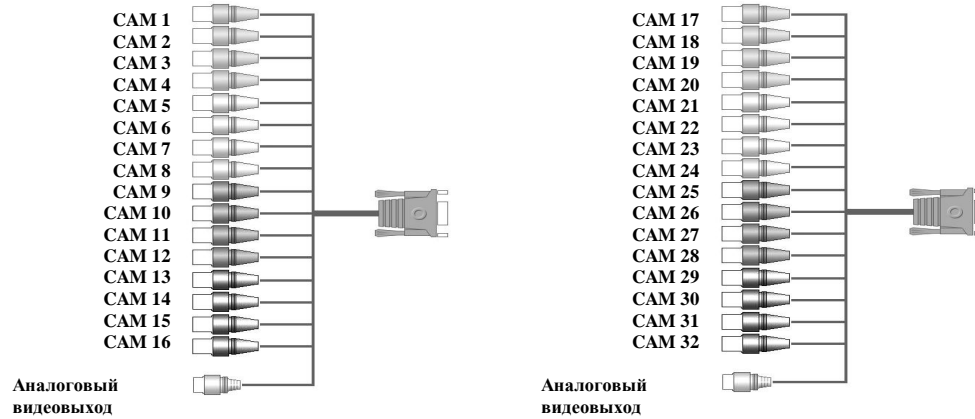 CAM 1
CAM 2
CAM 3
CAM 4
CAM 5
CAM 6
CAM 7
CAM 8
CAM 9
CAM 10
CAM 11
CAM 12
CAM 13
CAM 14
CAM 15
CAM 16
Аналоговый
видеовыход
CAM 17
CAM 18
CAM 19
CAM 20
CAM 21
CAM 22
CAM 23
CAM 24
CAM 25
CAM 26
CAM 27
CAM 28
CAM 29
CAM 30
CAM 31
CAM 32
Аналоговый
видеовыход